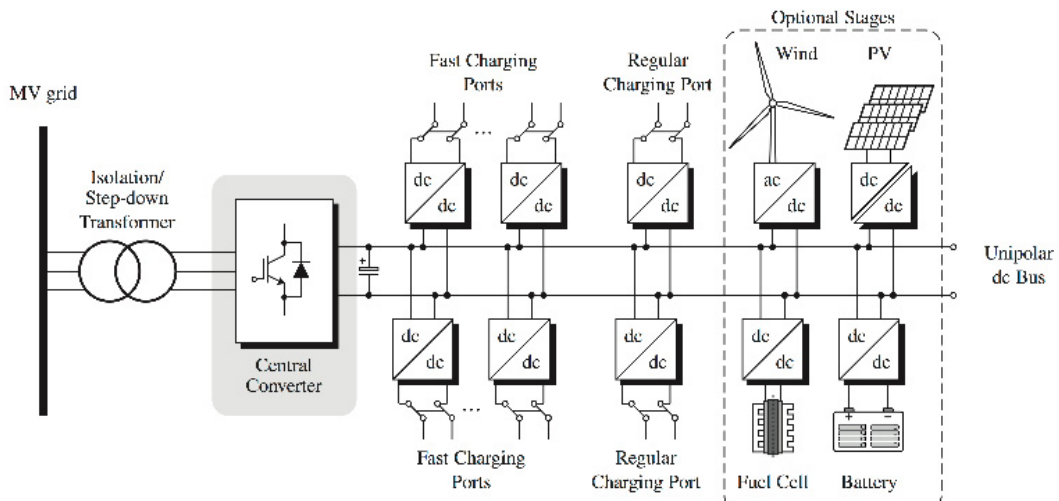 Optional Stages
Wind PV
Fast Charging
Ports
Regular
Charging Port
MV grid
Isolation/
Step-down
Transformer
...
dc dc
dc dc
dc dc
ac dc
dc dc
+
Unipolar
dc Bus
Central
Converter
dc dc
dc dc
dc dc
dc dc
dc dc
+ −
...
Fast Charging
Ports
Regular
Charging Port
Fuel Cell
Battery